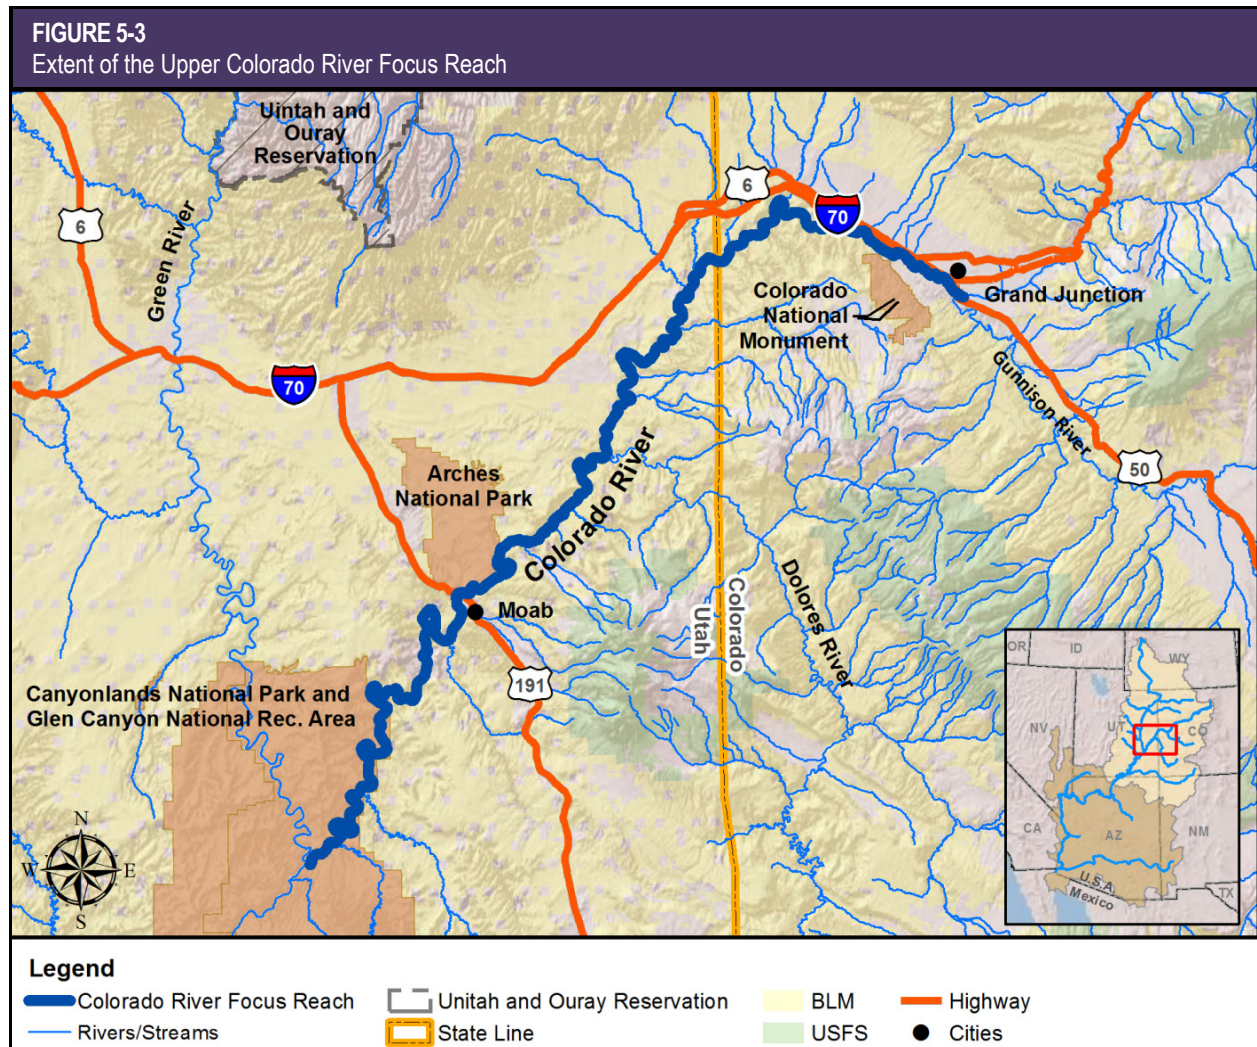 FIGURE 5-3
Extent of the Upper Colorado River Focus Reach
Uintah and
Ouray
Reservation
6
Green River
6
70
Colorado
National
Monument
Grand Junction
Gunnison River
50
70
Arches
National Park
Colorado River
Moab
191
Utah
Colorado
Dolores River
Canyonlands National Park and
Glen Canyon National Rec. Area
N
W
E
S
OR
ID
WY
NV
UT
CO
CA
AZ
NM
U.S.A.
Mexico
TX
Legend
Colorado River Focus Reach
Rivers/Streams
Unitah and Ouray Reservation
State Line
BLM
USFS
Highway
Cities